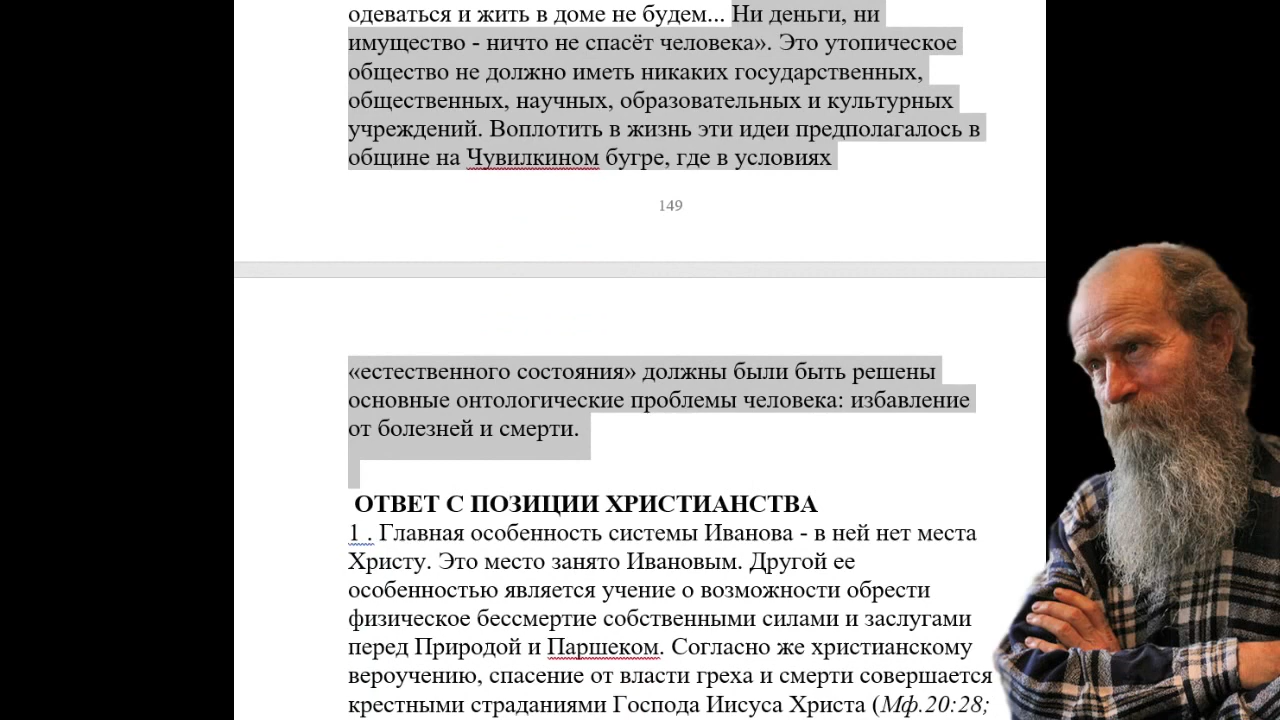 одеваться и жить в доме не будем... Ни деньги, ни
имущество - ничто не спасёт человека». Это утопическое
общество не должно иметь никаких государственных,
общественных, научных, образовательных и культурных
учреждений. Воплотить в жизнь эти идеи предполагалось в
общине на Чувилкином бугре, где в условиях
149
«естественного состояния» должны были быть решены
основные онтологические проблемы человека: избавление
от болезней и смерти.
ОТВЕТ С ПОЗИЦИИ ХРИСТИАНСТВА
1 . Главная особенность системы Иванова - в ней нет места
Христу. Это место занято Ивановым. Другой ее
особенностью является учение о возможности обрести
физическое бессмертие собственными силами и заслугами
перед Природой и Паршеком. Согласно же христианскому
вероучению, спасение от власти греха и смерти совершается
крестными страданиями Господа Иисуса Христа (Мф.20:28;